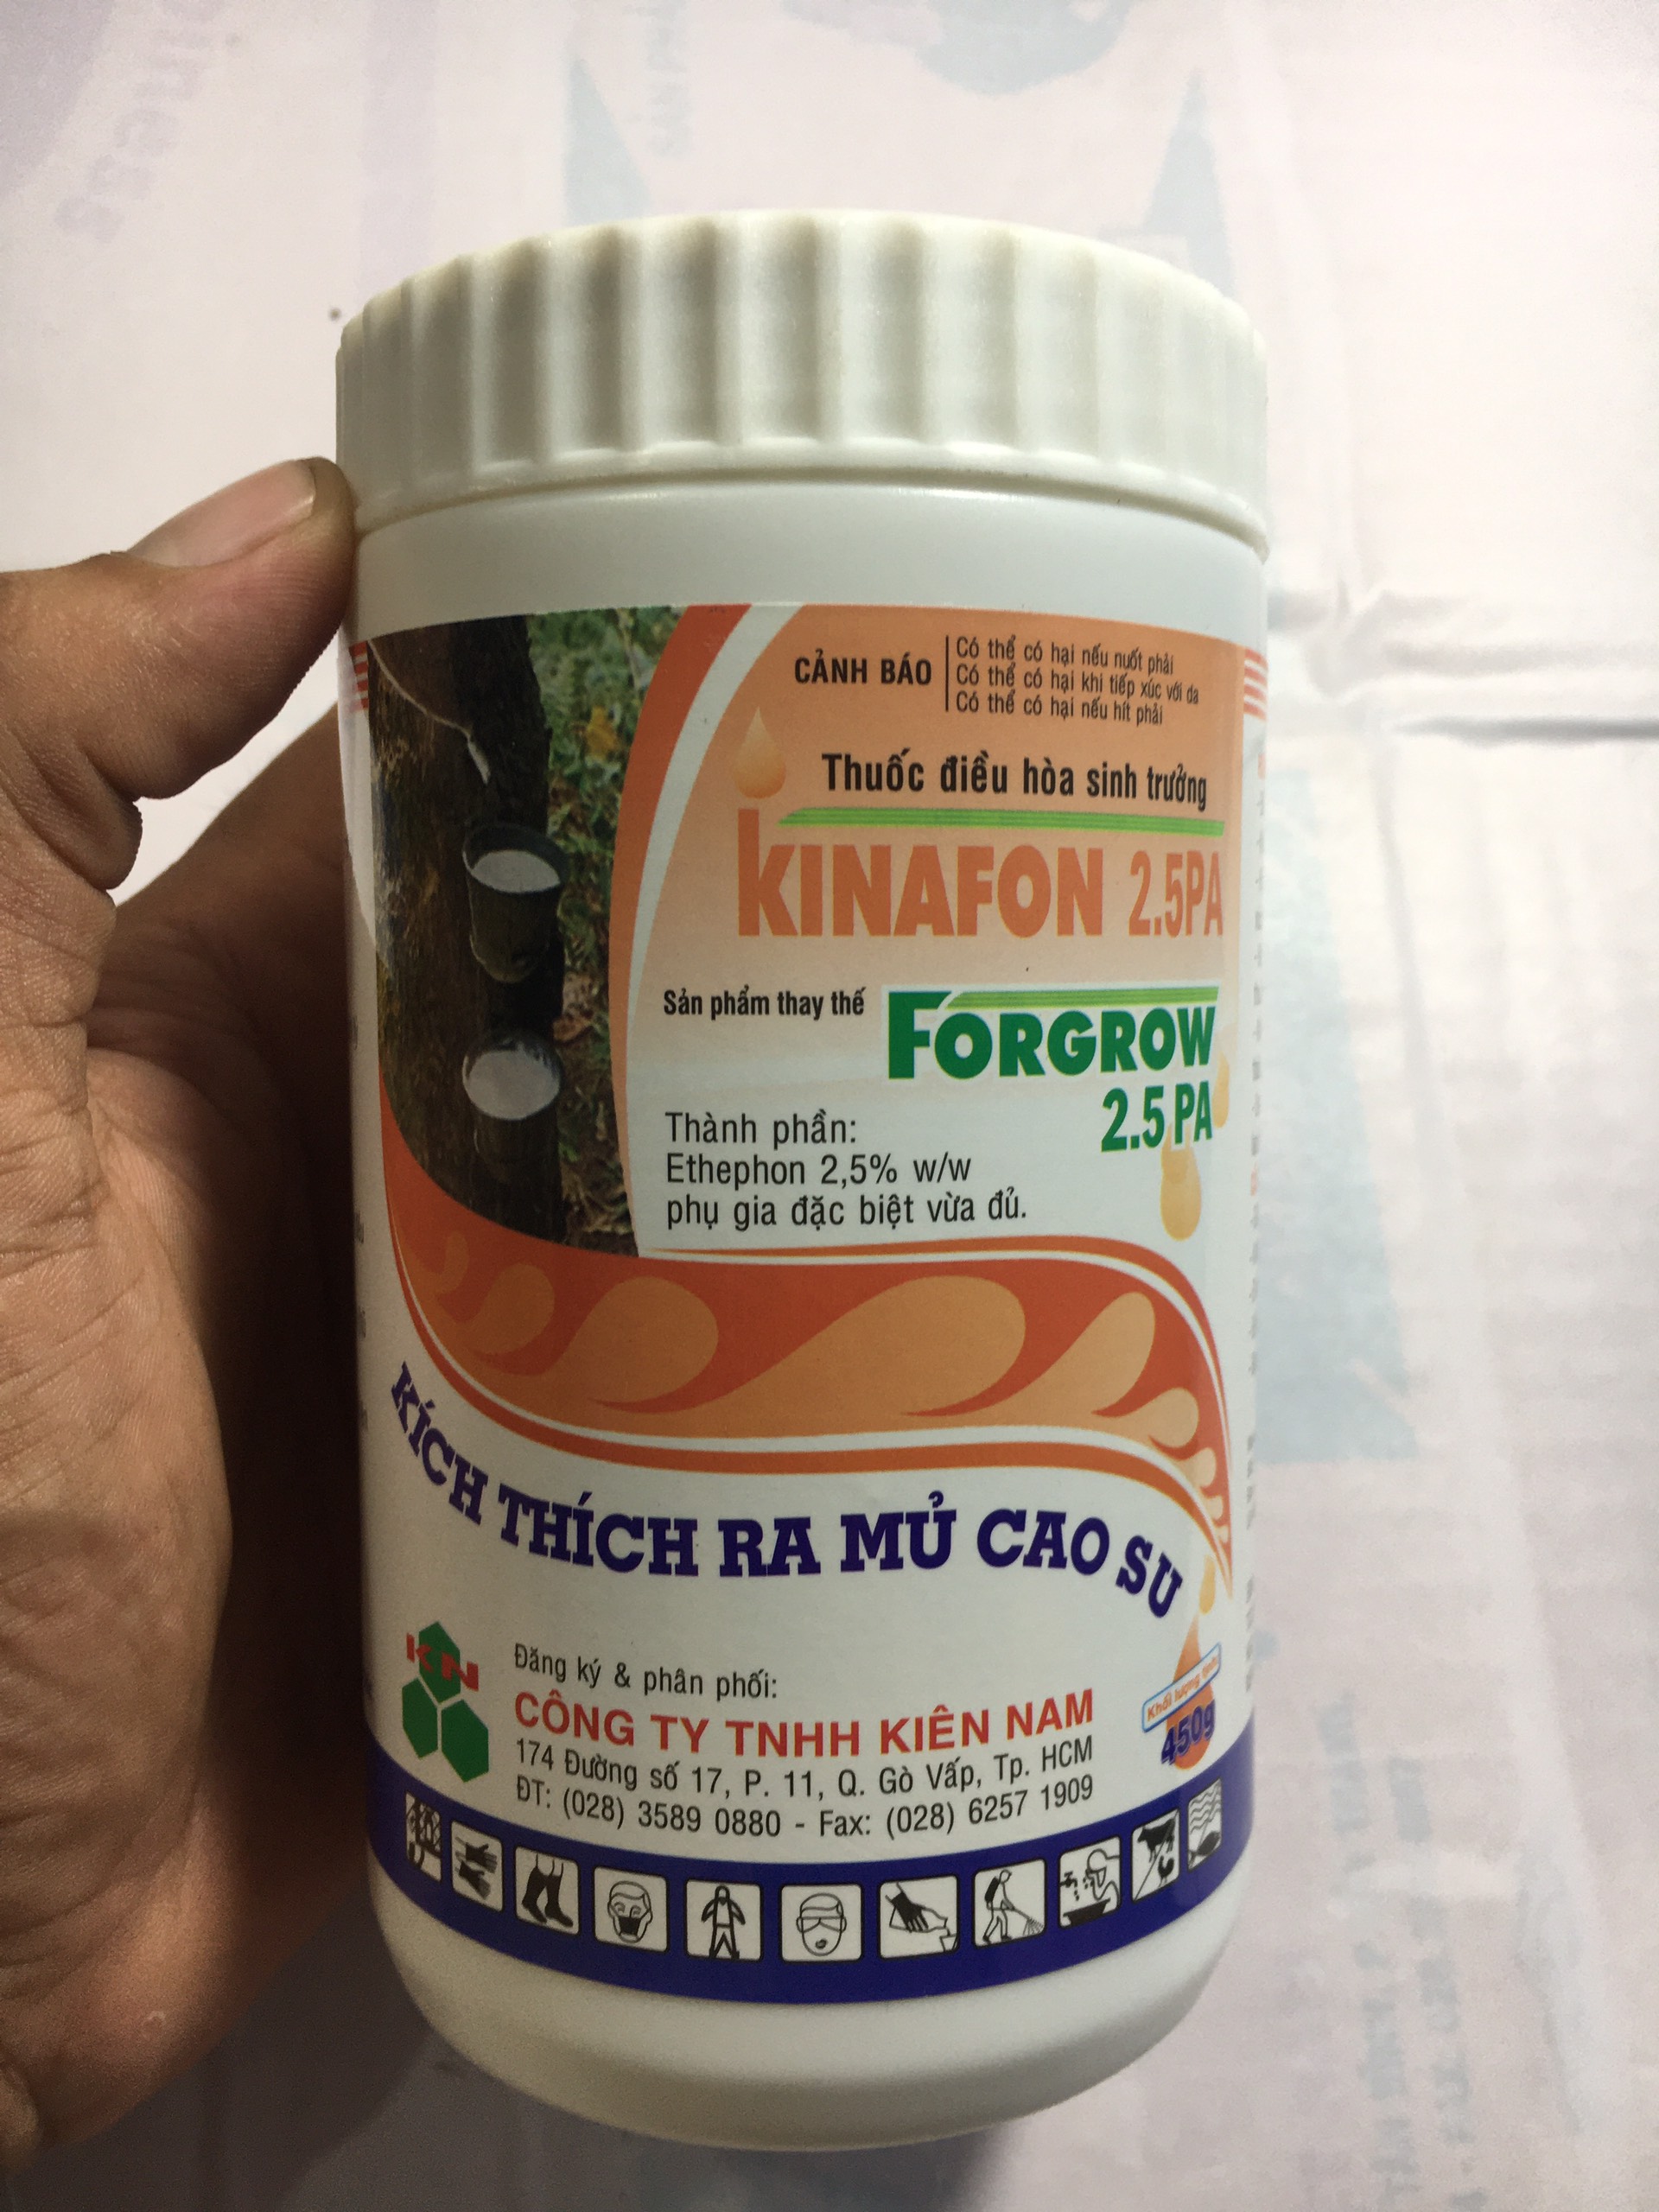 CẢNH BÁO
Có thể có hại nếu nuốt phải
Có thể có hại khi tiếp xúc với da
Có thể có hại nếu hít phải
Thuốc điều hòa sinh trưởng
KINAFON 2.5PA
Sản phẩm thay thế
FORGROW
2.5 PA
Thành phần:
Ethephon 2,5% w/w
phụ gia đặc biệt vừa đủ.
KÍCH THÍCH RA MỦ CAO SU
KN
Đăng ký & phân phối:
CÔNG TY TNHH KIÊN NAM
174 Đường số 17, P. 11, Q. Gò Vấp, Tp. HCM
ĐT: (028) 3589 0880 - Fax: (028) 6257 1909
Khối lượng tịnh
450g